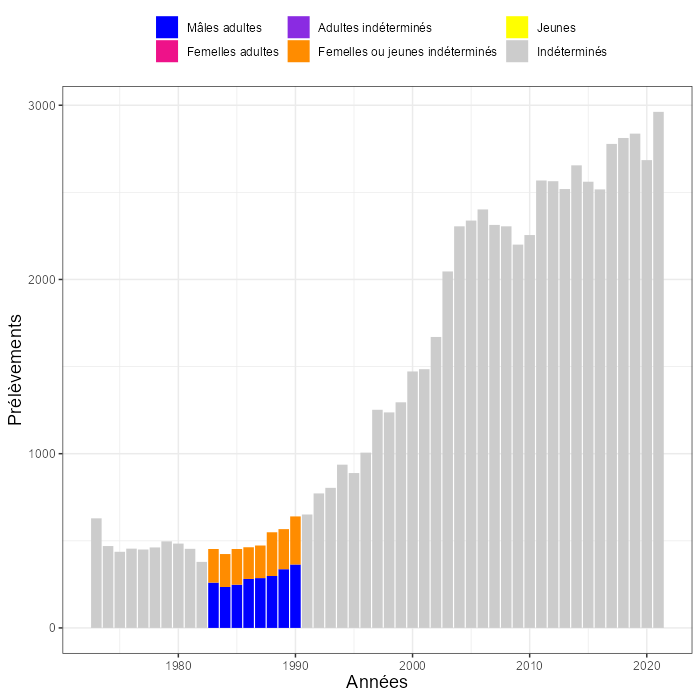 Mâles adultes
Adultes indéterminés
Jeunes
Femelles adultes
Femelles ou jeunes indéterminés
Indéterminés
3000
2000
1000
0
Prélèvements
1980
1990
2000
2010
2020
Années